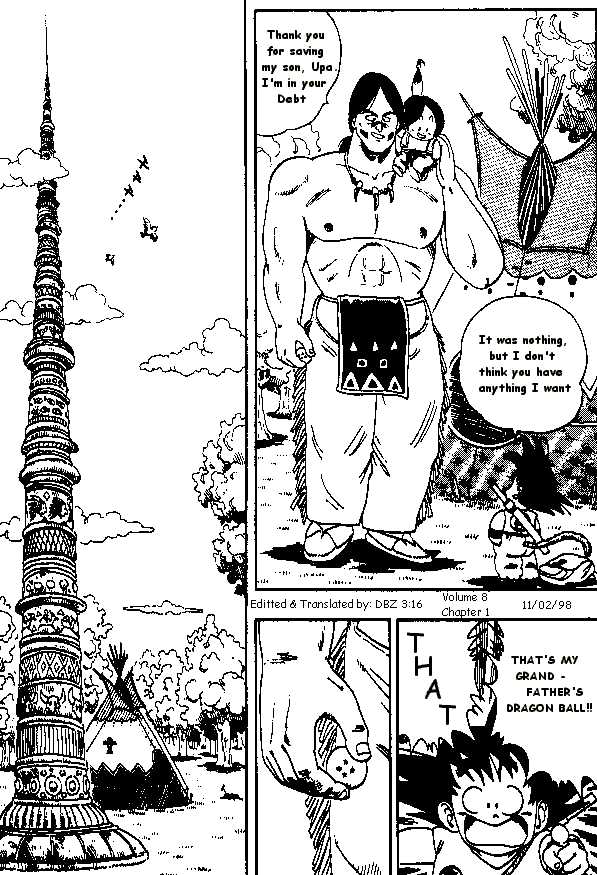 Thank you
for saving
my son, Upa.
I'm in your
Debt
It was nothing,
but I don't
think you have
anything I want
Editted & Translated by: DBZ 3:16
Volume 8
Chapter 1
11/02/98
THAT
THAT'S MY
GRAND -
FATHER'S
DRAGON BALL!!